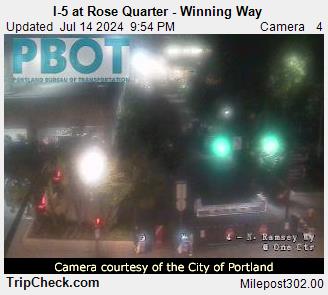 I-5 at Rose Quarter - Winning Way
Updated Jul 14 2024 9:54 PM Camera 4
PBOT
PORTLAND BUREAU OF TRANSPORTATION
4 - N. Ramsey Wy
@ One Ctr
Camera courtesy of the City of Portland
TripCheck.com Milepost302.00